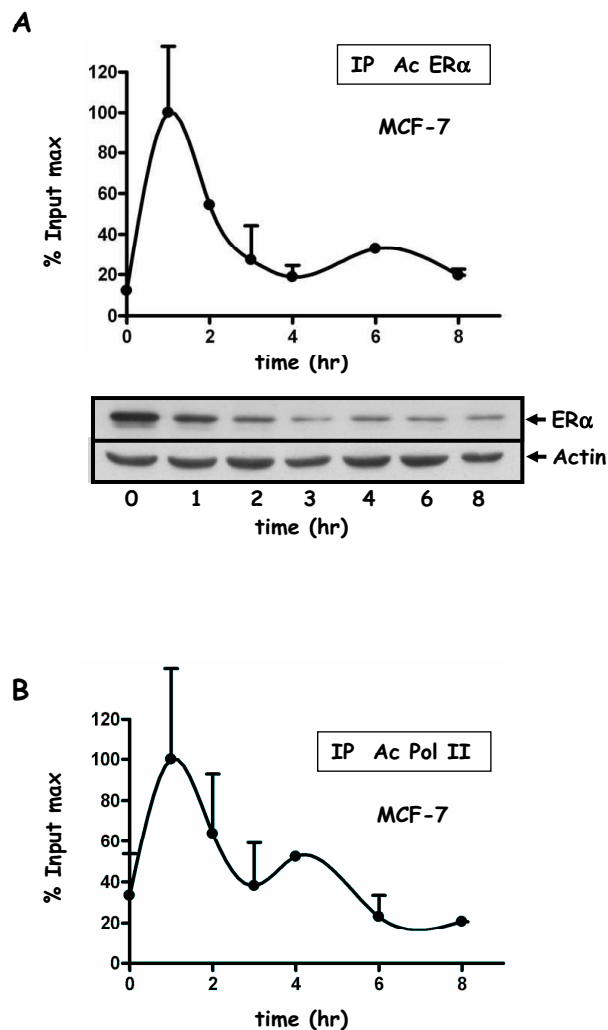 A
IP Ac ERα
MCF-7
% Input max
120
100
80
60
40
20
0
0 2 4 6 8
time (hr)
ERα
Actin
0 1 2 3 4 6 8
time (hr)
B
IP Ac Pol II
MCF-7
% Input max
120
100
80
60
40
20
0
0 2 4 6 8
time (hr)